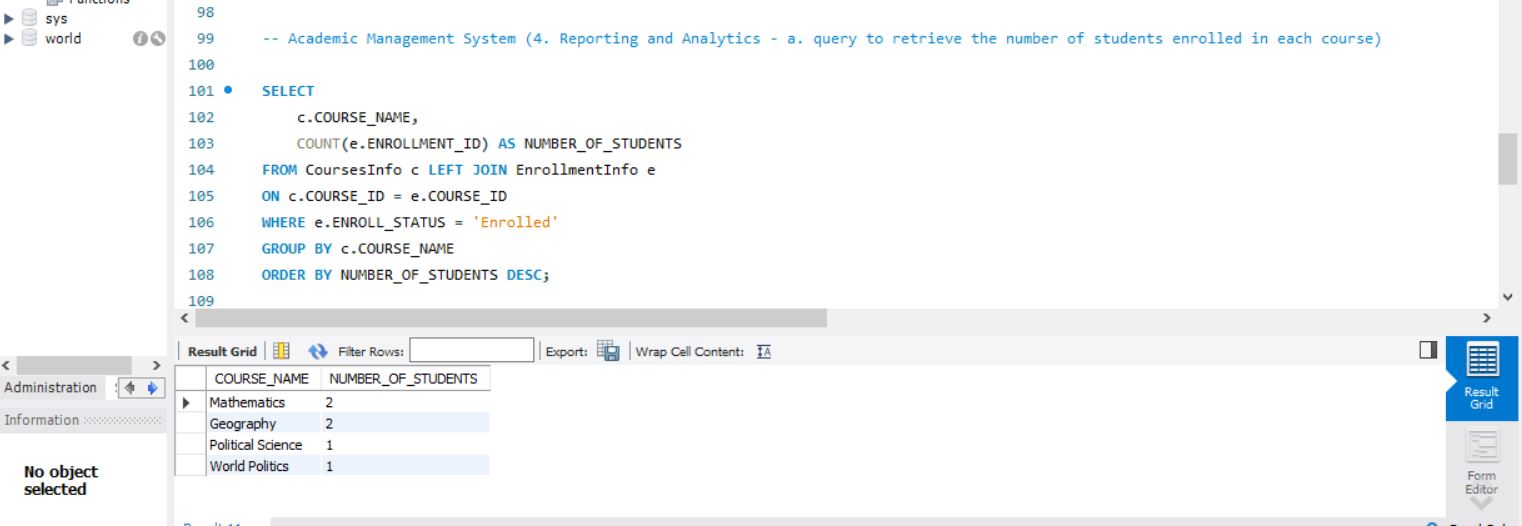 Functions
sys
world
98
99 -- Academic Management System (4. Reporting and Analytics - a. query to retrieve the number of students enrolled in each course)
100
101 SELECT
102 c.COURSE_NAME,
103 COUNT(e.ENROLLMENT_ID) AS NUMBER_OF_STUDENTS
104 FROM CoursesInfo c LEFT JOIN EnrollmentInfo e
105 ON c.COURSE_ID = e.COURSE_ID
106 WHERE e.ENROLL_STATUS = 'Enrolled'
107 GROUP BY c.COURSE_NAME
108 ORDER BY NUMBER_OF_STUDENTS DESC;
109
Result Grid Filter Rows: Export: Wrap Cell Content:
COURSE_NAME NUMBER_OF_STUDENTS
Mathematics 2
Geography 2
Political Science 1
World Politics 1
Administration
Information
No object
selected
Result
Grid
Form
Editor